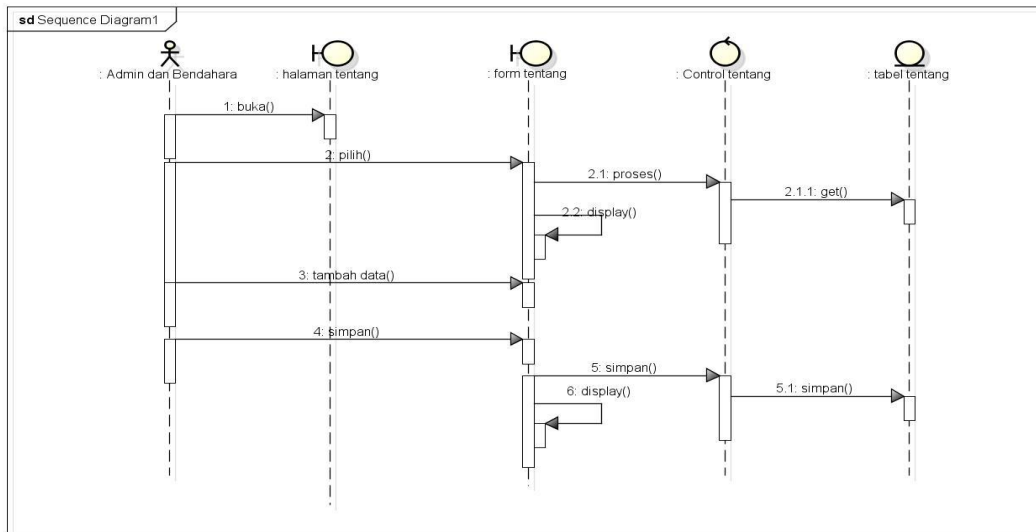 sd Sequence Diagram1
: Admin dan Bendahara
: halaman tentang
: form tentang
: Control tentang
: tabel tentang
1: buka()
2: pilih()
2.1: proses()
2.1.1: get()
2.2: display()
3: tambah data()
4: simpan()
5: simpan()
6: display()
5.1: simpan()